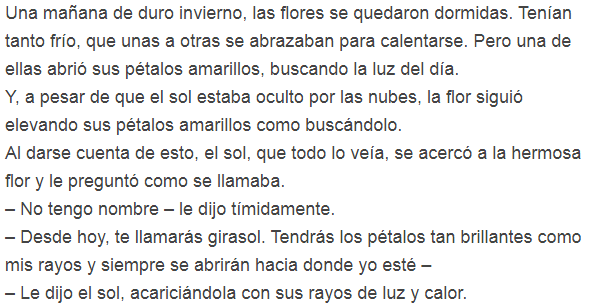 Una mañana de duro invierno, las flores se quedaron dormidas. Tenían
tanto frío, que unas a otras se abrazaban para calentarse. Pero una de
ellas abrió sus pétalos amarillos, buscando la luz del día.
Y, a pesar de que el sol estaba oculto por las nubes, la flor siguió
elevando sus pétalos amarillos como buscándolo.
Al darse cuenta de esto, el sol, que todo lo veía, se acercó a la hermosa
flor y le preguntó como se llamaba.
– No tengo nombre – le dijo tímidamente.
– Desde hoy, te llamarás girasol. Tendrás los pétalos tan brillantes como
mis rayos y siempre se abrirán hacia donde yo esté –
– Le dijo el sol, acariciándola con sus rayos de luz y calor.